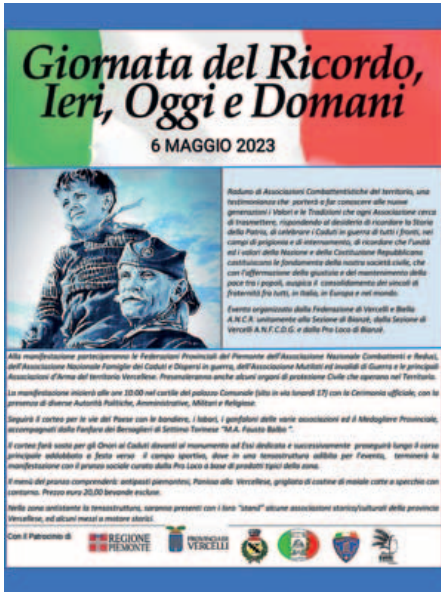 Giornata del Ricordo,
Ieri, Oggi e Domani
6 MAGGIO 2023
Raduno di Associazioni Combattentistiche del territorio, una
testimonianza che porterà a far conoscere alle nuove
generazioni i Valori e le Tradizioni che ogni Associazione cerca
di trasmettere, rispondendo al desiderio di ricordare la Storia
della Patria, di celebrare i Caduti in guerra di tutti i fronti, nei
campi di prigionia e di internamento, di ricordare che l'unità
ed i valori della Nazione e della Costituzione Repubblicana
costituiscono le fondamenta della nostra società civile, che
con l'affermazione della giustizia e del mantenimento della
pace tra i popoli, auspica il consolidamento dei vincoli di
fraternità fra tutti, in Italia, in Europa e nel mondo.
Evento organizzato dalla Federazione di Vercelli e Biella
A.N.C.R. unitamente alla Sezione di Bianzè, dalla Sezione di
Vercelli A.N.F.C.D.G. e dalla Pro Loco di Bianzè.
Alla manifestazione parteciperanno le Federazioni Provinciali del Piemonte dell'Associazione Nazionale Combattenti e Reduci,
dell'Associazione Nazionale Famiglie dei Caduti e Dispersi in guerra, dell'Associazione Mutilati ed Invalidi di Guerra e le principali
Associazioni d'Arma del territorio Vercellese. Presenzieranno anche alcuni organi di protezione Civile che operano nel Territorio.
La manifestazione inizierà alle ore 10:00 nel cortile del palazzo Comunale (sito in via Iunardi 17) con la Cerimonia ufficiale, con la
presenza di diverse Autorità Politiche, Amministrative, Militari e Religiose.
Seguirà il corteo per le vie del Paese con le bandiere, i labari, i gonfaloni delle varie associazioni ed il Medagliere Provinciale,
accompagnati dalla Fanfara dei Bersaglieri di Settimo Torinese "M.A. Fausto Balbo ".
Il corteo farà sosta per gli Onori ai Caduti davanti al monumento ad Essi dedicato e successivamente proseguirà lungo il corso
principale addobbato a festa verso il campo sportivo, dove in una tensostruttura adibita per l'evento, terminerà la
manifestazione con il pranzo sociale curato dalla Pro Loco a base di prodotti tipici della zona.
Il menù del pranzo comprenderà: antipasti piemontesi, Panissa alla Vercellese, grigliata di costine di maiale cotte a specchio con
contorno. Prezzo euro 20,00 bevande escluse.
Nella zona antistante la tensostruttura, saranno presenti con i loro "stand" alcune associazioni storico/culturali della provincia
Vercellese, ed alcuni mezzi a motore storici.
Con il Patrocinio di
REGIONE
PIEMONTE
PROVINCIA DI
VERCELLI